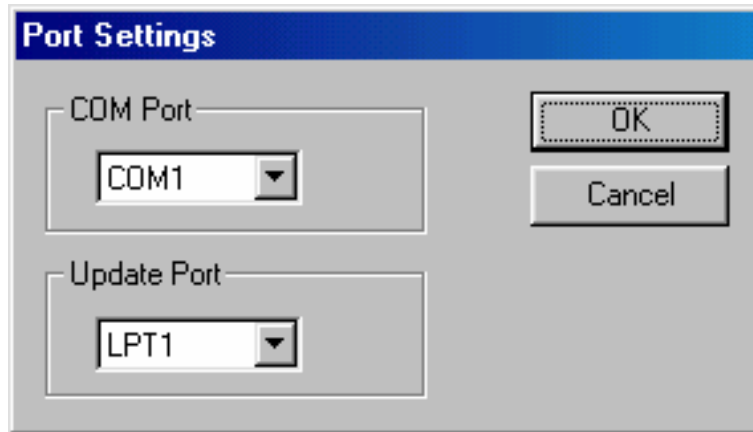 Port Settings
COM Port
COM1
OK
Cancel
Update Port
LPT1